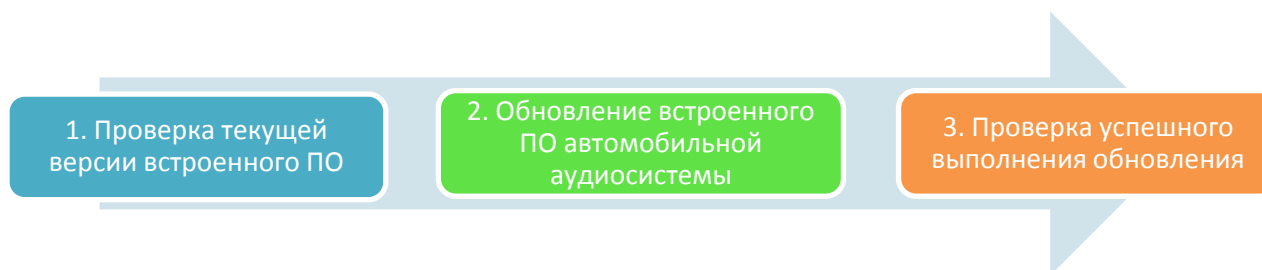 1. Проверка текущей
версии встроенного ПО
2. Обновление встроенного
ПО автомобильной
аудиосистемы
3. Проверка успешного
выполнения обновления